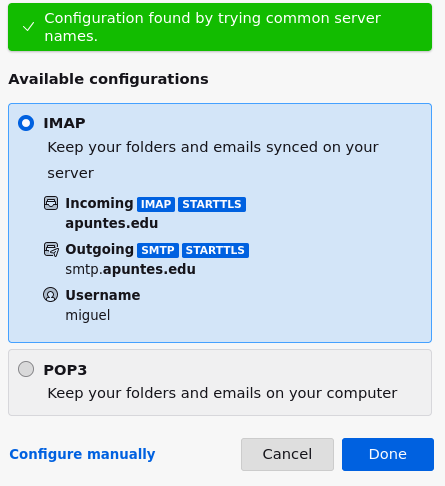 Configuration found by trying common server
names.
Available configurations
IMAP
Keep your folders and emails synced on your
server
Incoming IMAP STARTTLS
apuntes.edu
Outgoing SMTP STARTTLS
smtp.apuntes.edu
Username
miguel
POP3
Keep your folders and emails on your computer
Configure manually Cancel Done